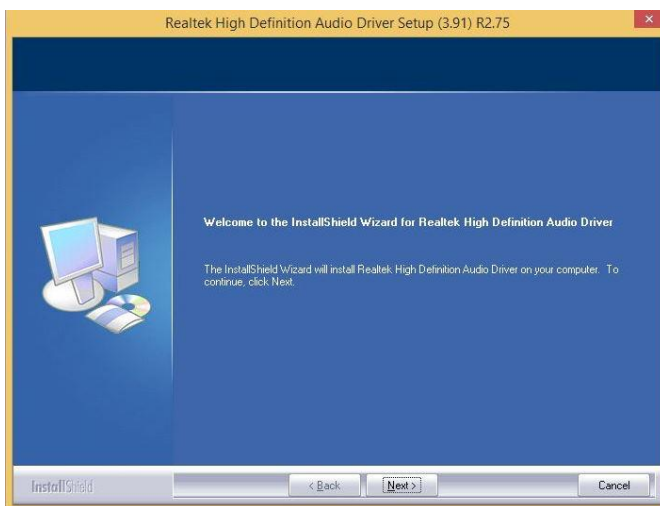 Realtek High Definition Audio Driver Setup (3.91) R2.75
Welcome to the InstallShield Wizard for Realtek High Definition Audio Driver
The InstallShield Wizard will install Realtek High Definition Audio Driver on your computer. To
continue, click Next.
InstallShield
< Back
Next >
Cancel